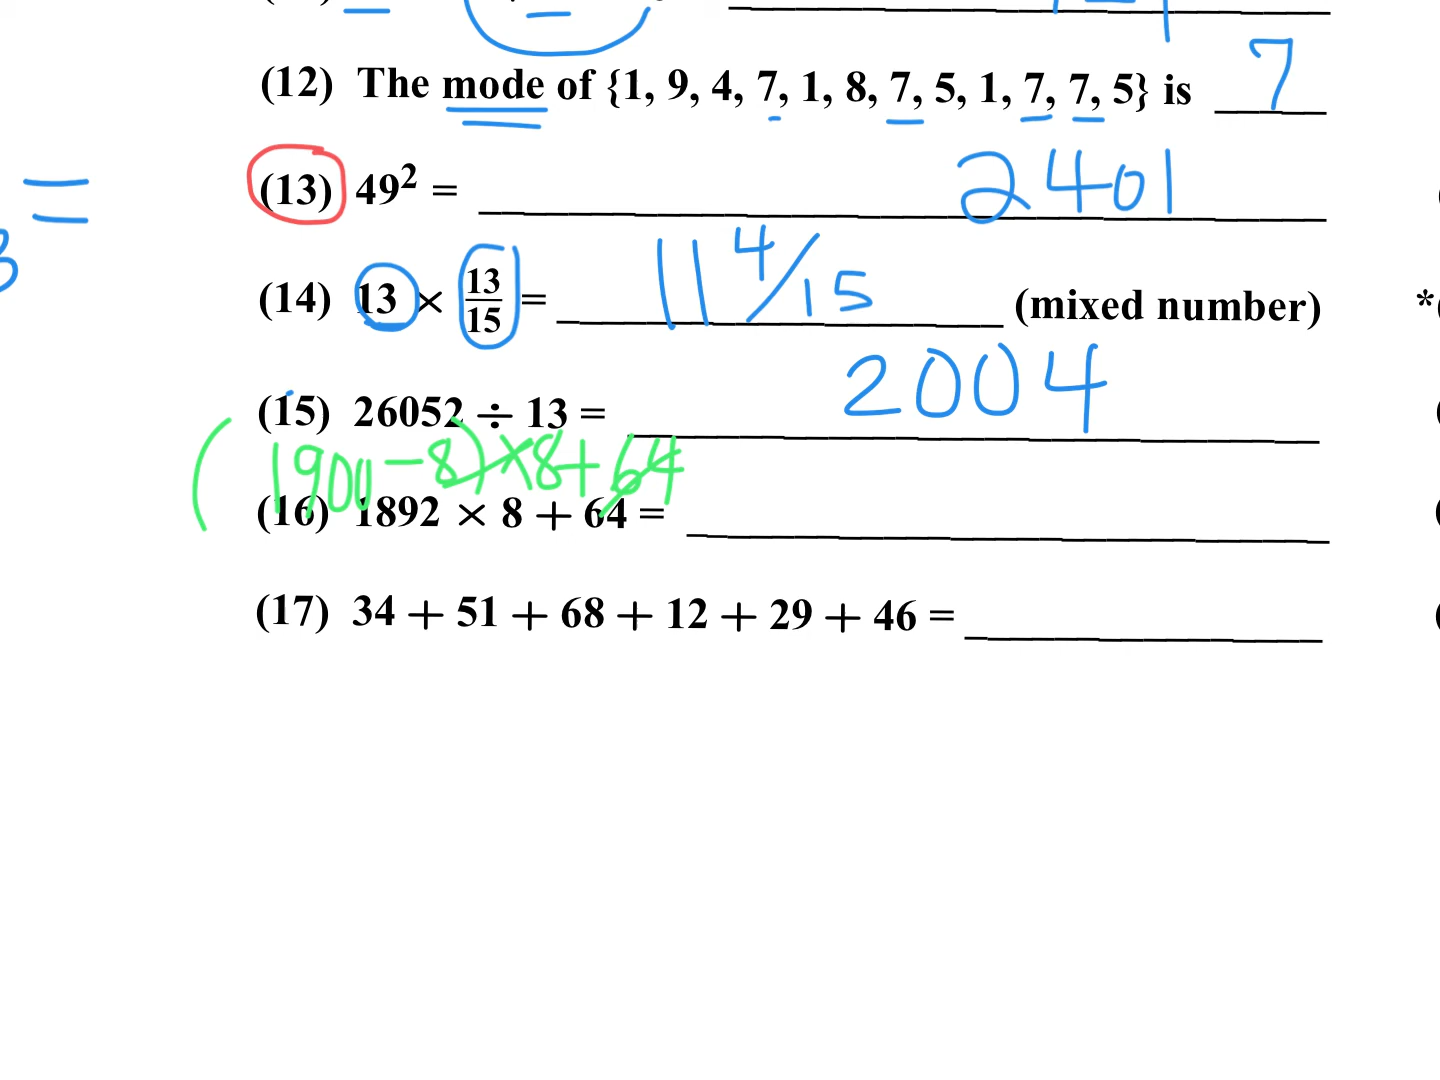 (12) The mode of {1, 9, 4, 7, 1, 8, 7, 5, 1, 7, 7, 5} is 7
(13) 49² = 2401
(14) 13 × 13/15 = 11 4/15 (mixed number)
(15) 26052 ÷ 13 = 2004
(1900 - 8) × 8 + 64
(16) 1892 × 8 + 64 =
(17) 34 + 51 + 68 + 12 + 29 + 46 =